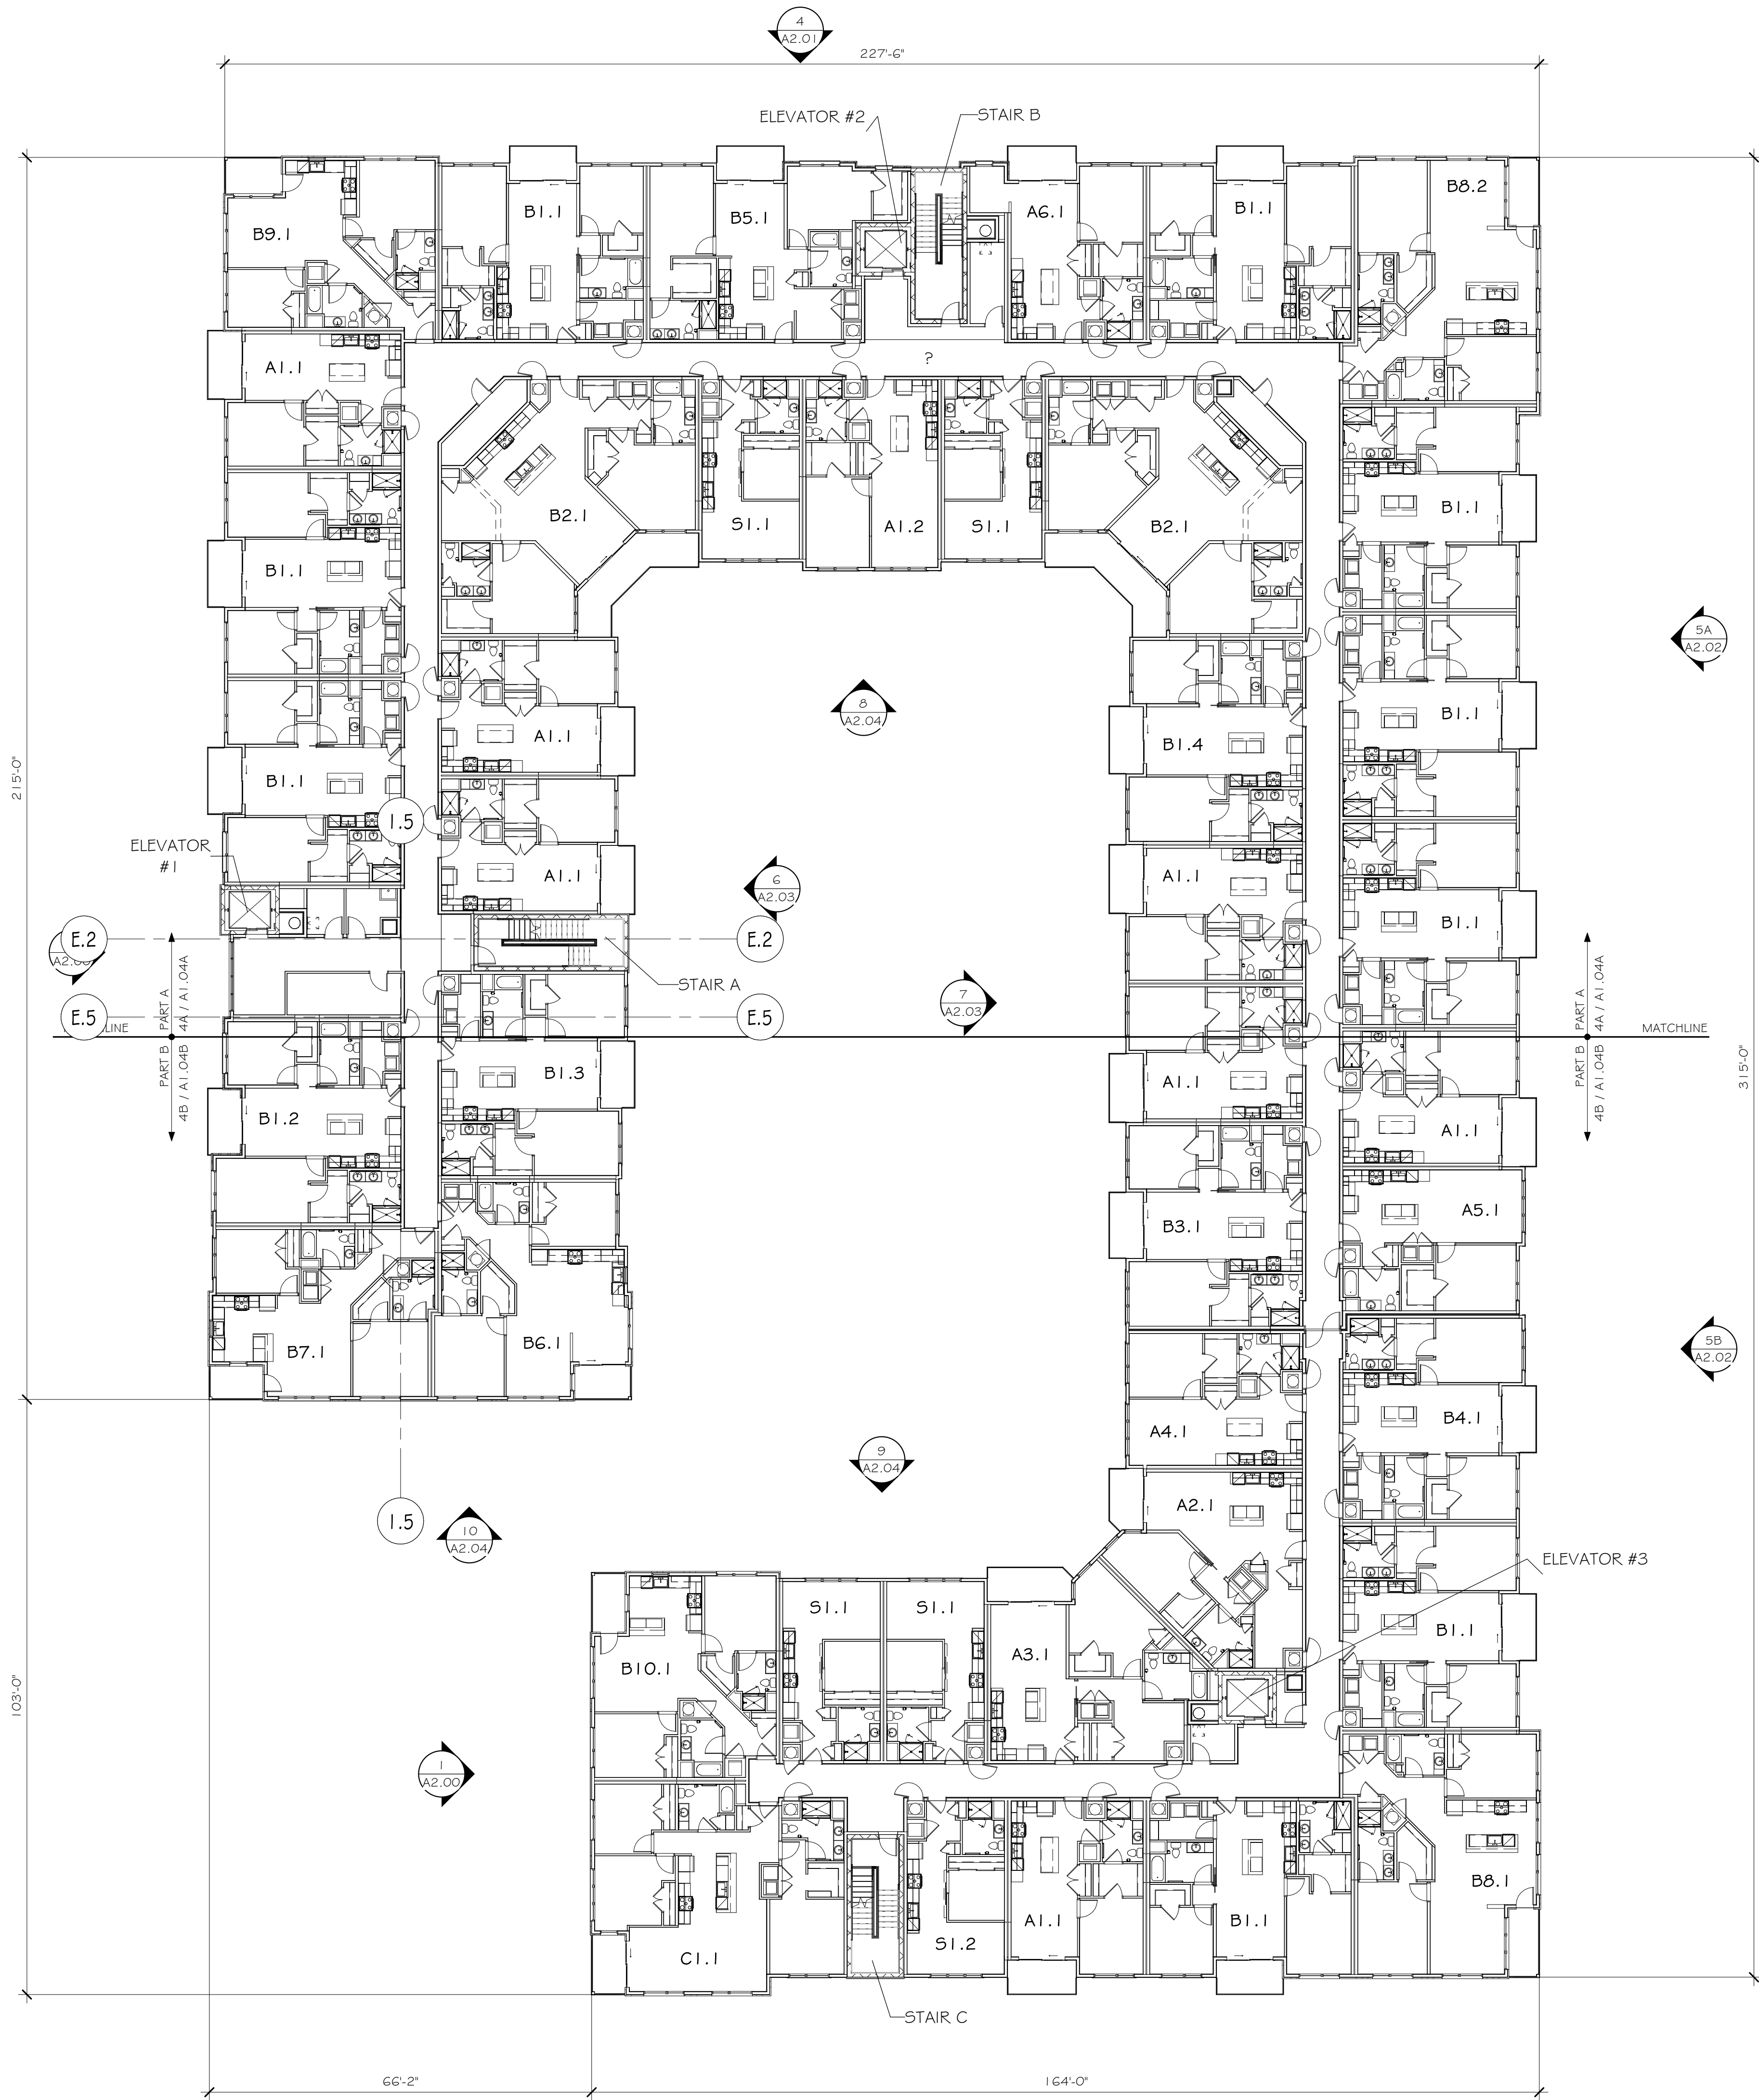 4
A2.01
227'-6"
ELEVATOR #2
STAIR B
B9.1
B1.1
B5.1
A6.1
B1.1
B8.2
?
A1.1
B2.1
S1.1
A1.2
S1.1
B2.1
B1.1
B1.1
5A
A2.02
8
A2.04
A1.1
B1.4
B1.1
B1.1
215'-0"
1.5
ELEVATOR
#1
6
A2.03
A1.1
A1.1
B1.1
E.2
E.2
A2.0
STAIR A
7
A2.03
PART A
4A / A1.04A
PART A
4A / A1.04A
E.5
E.5
LINE
MATCHLINE
PART B
4B / A1.04B
PART B
4B / A1.04B
315'-0"
B1.3
A1.1
B1.2
A1.1
B3.1
A5.1
B7.1
B6.1
5B
A2.02
B4.1
A4.1
9
A2.04
A2.1
1.5
10
A2.04
ELEVATOR #3
S1.1
S1.1
B1.1
A3.1
B10.1
103'-0"
1
A2.00
B8.1
A1.1
B1.1
S1.2
C1.1
STAIR C
66'-2"
164'-0"